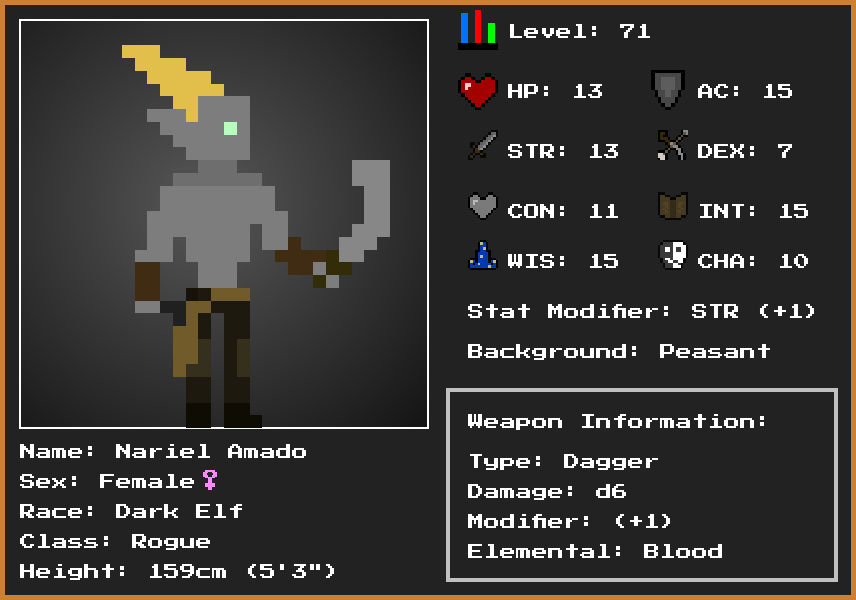 Level: 71
HP: 13
AC: 15
STR: 13
DEX: 7
CON: 11
INT: 15
WIS: 15
CHA: 10
Stat Modifier: STR (+1)
Background: Peasant
Weapon Information:
Type: Dagger
Damage: d6
Modifier: (+1)
Elemental: Blood
Name: Nariel Amado
Sex: Female♀
Race: Dark Elf
Class: Rogue
Height: 159cm (5'3")